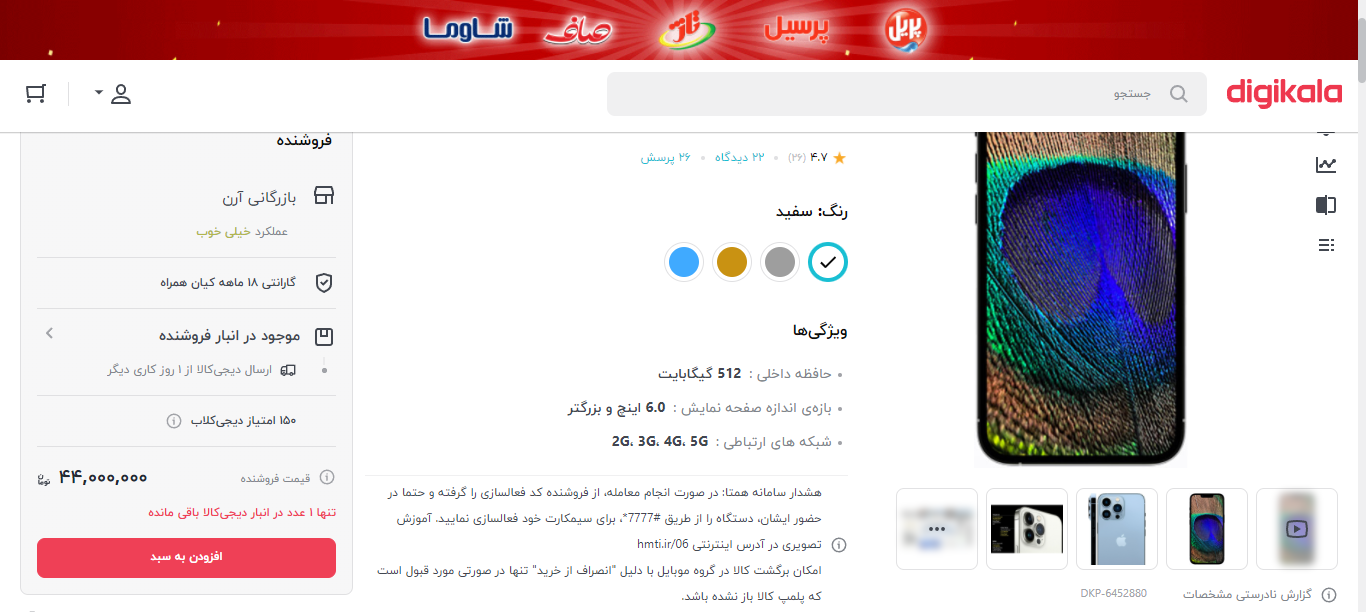 شاوما صاف تاژ پرسیل پریل
digikala
جستجو
۴.۷ (۲۶) • ۲۲ دیدگاه • ۲۶ پرسش
رنگ: سفید
ویژگی‌ها
• حافظه داخلی : 512 گیگابایت
• بازه‌ی اندازه صفحه نمایش : 6.0 اینچ و بزرگتر
• شبکه های ارتباطی : 2G، 3G، 4G، 5G
هشدار سامانه همتا: در صورت انجام معامله، از فروشنده کد فعالسازی را گرفته و حتما در
حضور ایشان، دستگاه را از طریق #7777*، برای سیمکارت خود فعالسازی نمایید. آموزش
تصویری در آدرس اینترنتی hmti.ir/06
امکان برگشت کالا در گروه موبایل با دلیل "انصراف از خرید" تنها در صورتی مورد قبول است
که پلمپ کالا باز نشده باشد.
گزارش نادرستی مشخصات
DKP-6452880
فروشنده
بازرگانی آرن
عملکرد خیلی خوب
گارانتی ۱۸ ماهه کیان همراه
موجود در انبار فروشنده
ارسال دیجی‌کالا از ۱ روز کاری دیگر
۱۵۰ امتیاز دیجی‌کلاب
قیمت فروشنده
۴۴,۰۰۰,۰۰۰ تومان
تنها ۱ عدد در انبار دیجی‌کالا باقی مانده
افزودن به سبد